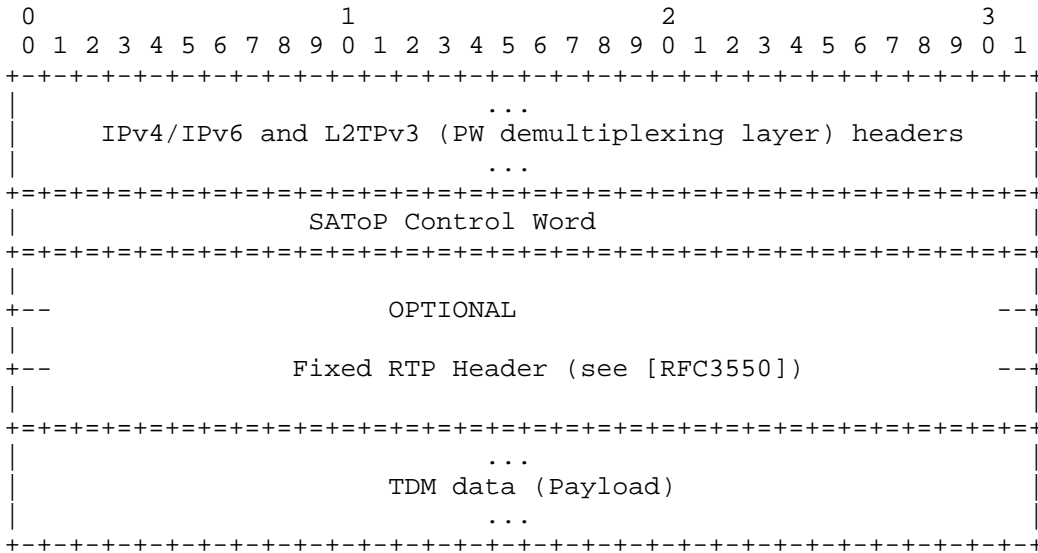 0                   1                   2                   3
 0 1 2 3 4 5 6 7 8 9 0 1 2 3 4 5 6 7 8 9 0 1 2 3 4 5 6 7 8 9 0 1
+-+-+-+-+-+-+-+-+-+-+-+-+-+-+-+-+-+-+-+-+-+-+-+-+-+-+-+-+-+-+-+-+
|                             ...                               |
|     IPv4/IPv6 and L2TPv3 (PW demultiplexing layer) headers    |
|                             ...                               |
+=+=+=+=+=+=+=+=+=+=+=+=+=+=+=+=+=+=+=+=+=+=+=+=+=+=+=+=+=+=+=+=+
|                  SAToP Control Word                           |
+=+=+=+=+=+=+=+=+=+=+=+=+=+=+=+=+=+=+=+=+=+=+=+=+=+=+=+=+=+=+=+=+
|                                                               |
+--                     OPTIONAL                              --+
|                                                               |
+--               Fixed RTP Header (see [RFC3550])            --+
|                                                               |
+=+=+=+=+=+=+=+=+=+=+=+=+=+=+=+=+=+=+=+=+=+=+=+=+=+=+=+=+=+=+=+=+
|                             ...                               |
|                       TDM data (Payload)                      |
|                             ...                               |
+-+-+-+-+-+-+-+-+-+-+-+-+-+-+-+-+-+-+-+-+-+-+-+-+-+-+-+-+-+-+-+-+